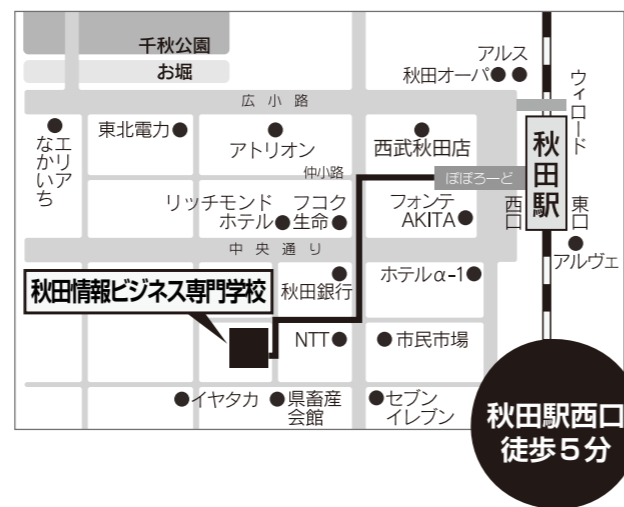 千秋公園
お堀
アルス
秋田オーパ
ウィロード
広小路
エリア
なかいち
東北電力
アトリオン
西武秋田店
秋田駅
仲小路
ぽぽろーど
リッチモンド
ホテル
フコク
生命
フォンテ
AKITA
西口
東口
アルヴェ
中央通り
秋田情報ビジネス専門学校
秋田銀行
ホテルα-1
NTT
市民市場
イヤタカ
県畜産
会館
セブン
イレブン
秋田駅西口
徒歩5分